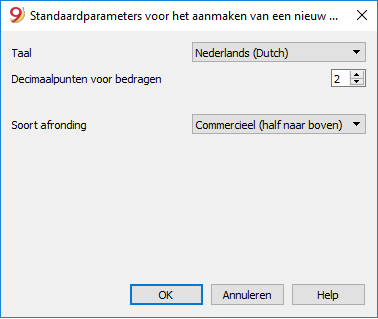 Standaardparameters voor het aanmaken van een nieuw ...
Taal Nederlands (Dutch)
Decimaalpunten voor bedragen 2
Soort afronding Commercieel (half naar boven)
OK Annuleren Help